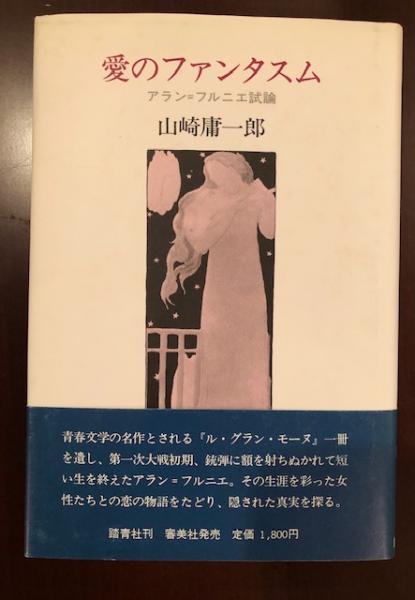 愛のファンタスム
アラン=フルニエ試論
山崎庸一郎
青春文学の名作とされる『ル・グラン・モーヌ』一冊
を遺し、第一次大戦初期、銃弾に額を射ちぬかれて短
い生を終えたアラン=フルニエ。その生涯を彩った女
性たちとの恋の物語をたどり、隠された真実を探る。
踏青社刊 審美社発売 定価 1,800円